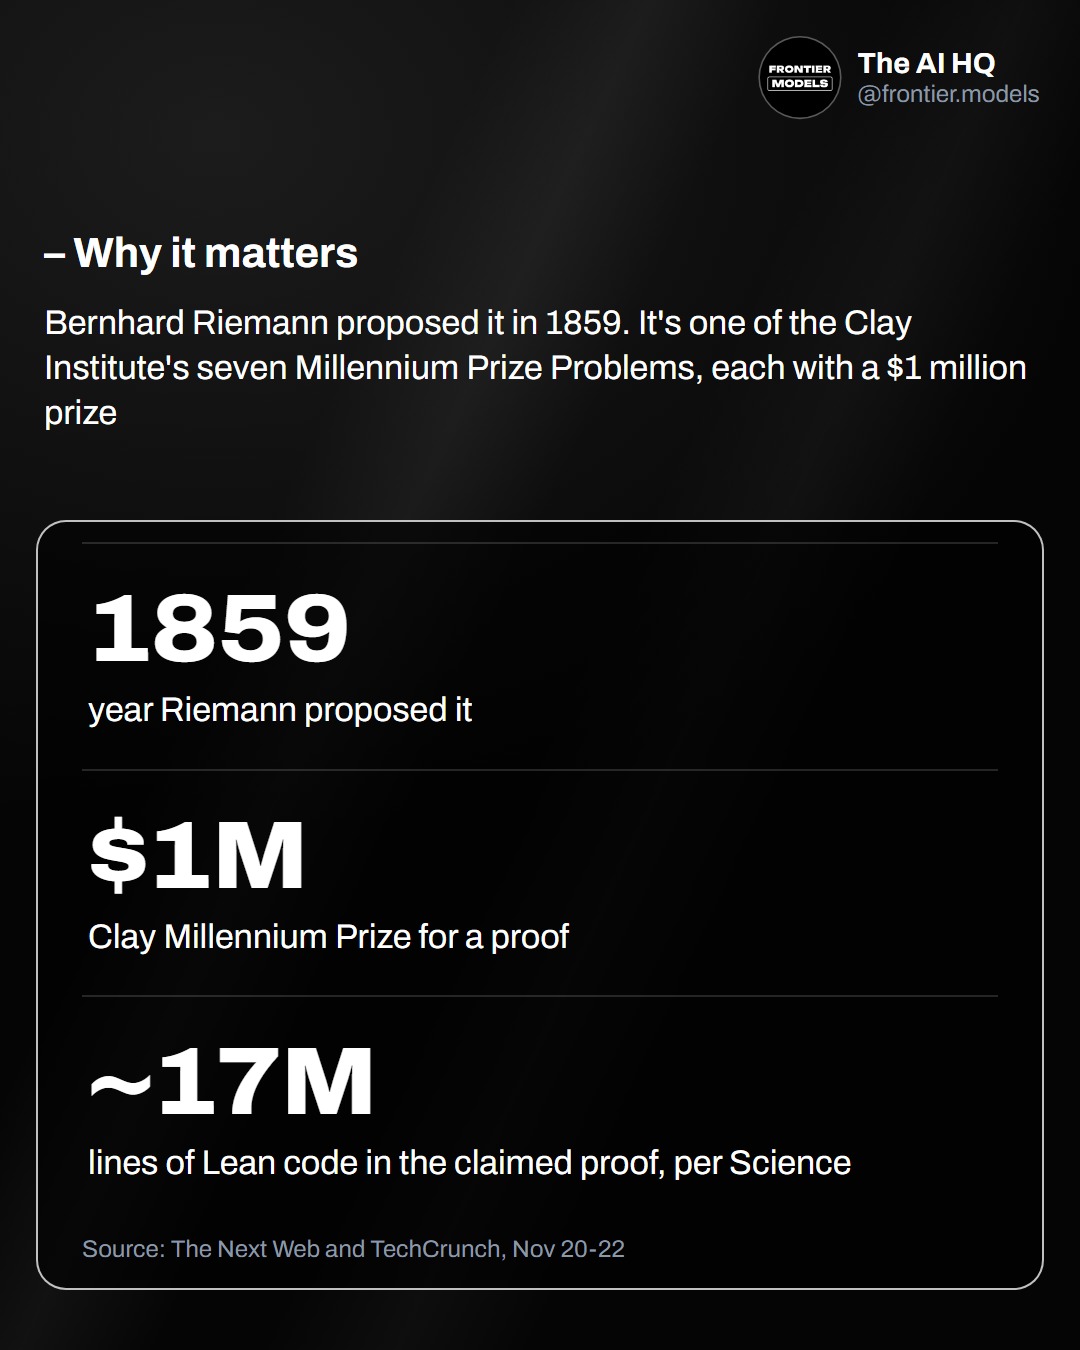 FRONTIER
MODELS
The AI HQ
@frontier.models
– Why it matters
Bernhard Riemann proposed it in 1859. It's one of the Clay
Institute's seven Millennium Prize Problems, each with a $1 million
prize
1859
year Riemann proposed it
$1M
Clay Millennium Prize for a proof
~17M
lines of Lean code in the claimed proof, per Science
Source: The Next Web and TechCrunch, Nov 20-22